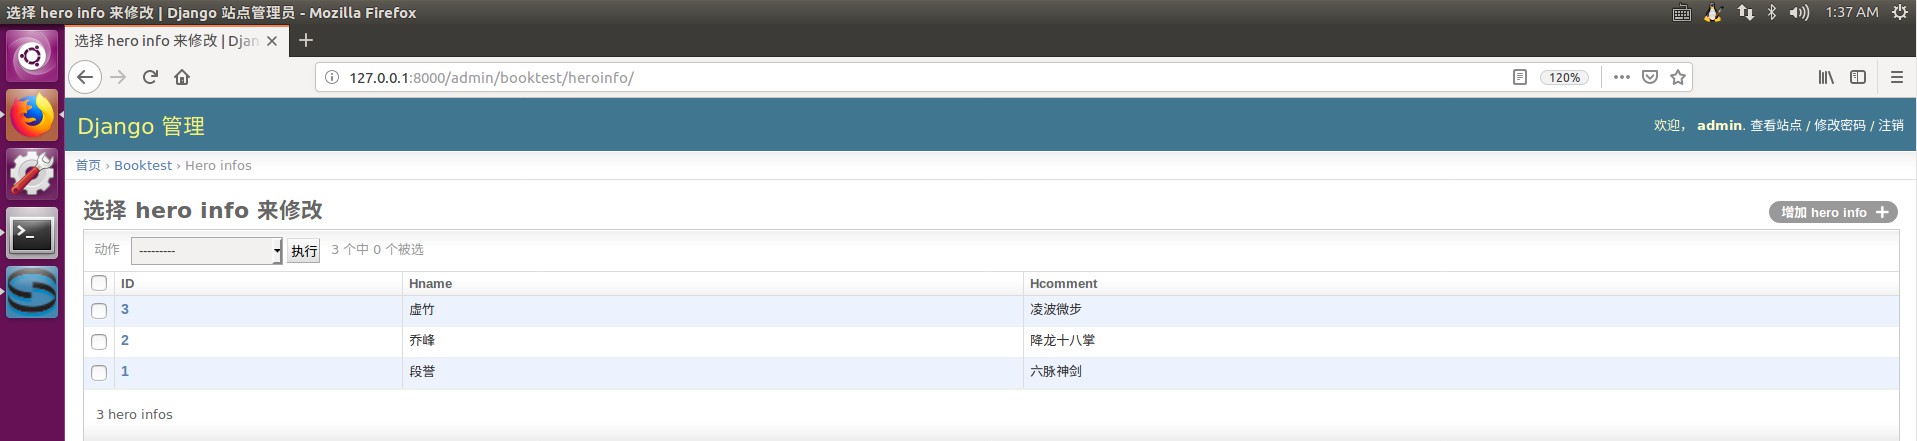 选择 hero info 来修改 | Django 站点管理员 - Mozilla Firefox
1:37 AM
选择 hero info 来修改 | Djan
127.0.0.1:8000/admin/booktest/heroinfo/
120%
Django 管理
欢迎， admin. 查看站点 / 修改密码 / 注销
首页 › Booktest › Hero infos
选择 hero info 来修改
增加 hero info +
动作 --------- 执行 3 个中 0 个被选
ID Hname Hcomment
3 虚竹 凌波微步
2 乔峰 降龙十八掌
1 段誉 六脉神剑
3 hero infos